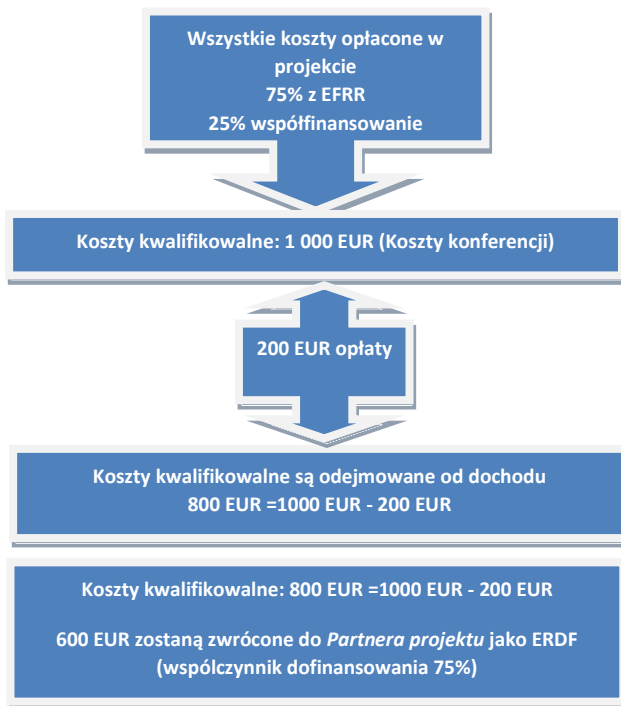 Wszystkie koszty opłacone w
projekcie
75% z EFRR
25% współfinansowanie
Koszty kwalifikowalne: 1 000 EUR (Koszty konferencji)
200 EUR opłaty
Koszty kwalifikowalne są odejmowane od dochodu
800 EUR =1000 EUR - 200 EUR
Koszty kwalifikowalne: 800 EUR =1000 EUR - 200 EUR
600 EUR zostaną zwrócone do Partnera projektu jako ERDF
(wspólczynnik dofinansowania 75%)